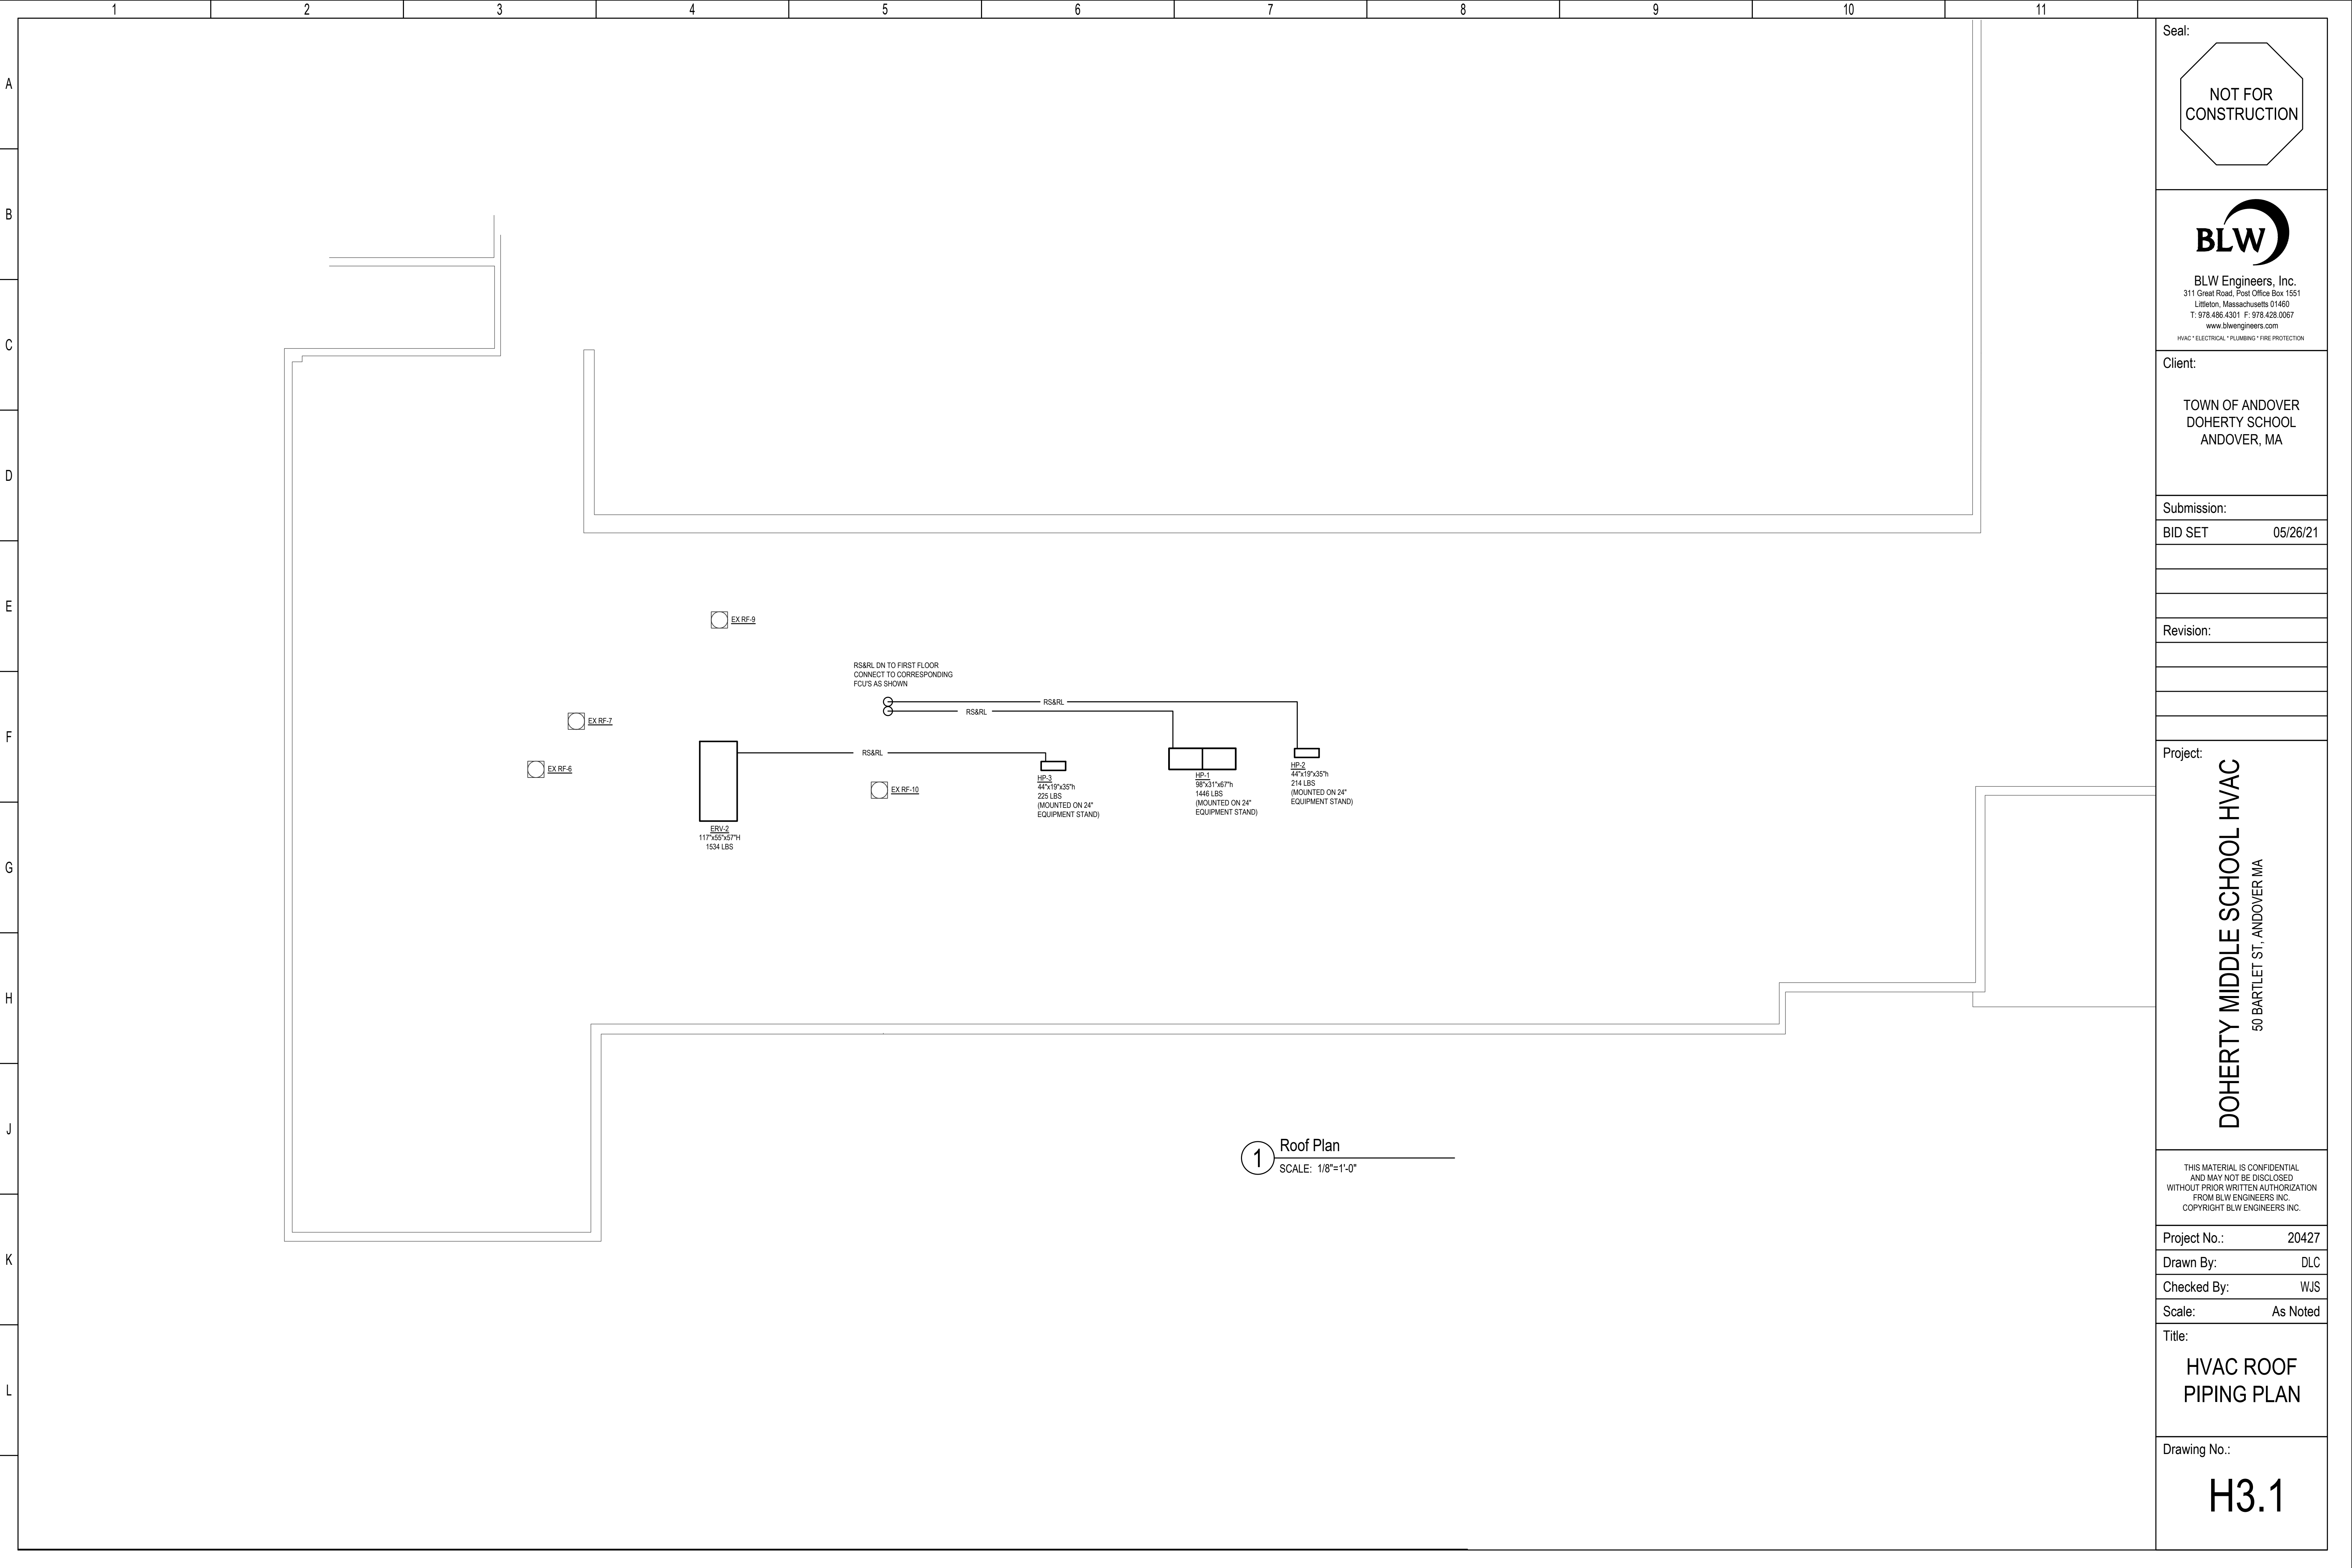 1 2 3 4 5 6 7 8 9 10 11
A
B
C
D
E
F
G
H
J
K
L
EX RF-9
RS&RL DN TO FIRST FLOOR
CONNECT TO CORRESPONDING
FCU'S AS SHOWN
RS&RL
RS&RL
EX RF-7
RS&RL
EX RF-6
EX RF-10
HP-3
44"x19"x35"h
225 LBS
(MOUNTED ON 24"
EQUIPMENT STAND)
HP-1
98"x31"x67"h
1446 LBS
(MOUNTED ON 24"
EQUIPMENT STAND)
HP-2
44"x19"x35"h
214 LBS
(MOUNTED ON 24"
EQUIPMENT STAND)
ERV-2
117"x55"x57"H
1534 LBS
1
Roof Plan
SCALE: 1/8"=1'-0"
Seal:
NOT FOR
CONSTRUCTION
BLW
BLW Engineers, Inc.
311 Great Road, Post Office Box 1551
Littleton, Massachusetts 01460
T: 978.486.4301 F: 978.428.0067
www.blwengineers.com
HVAC * ELECTRICAL * PLUMBING * FIRE PROTECTION
Client:
TOWN OF ANDOVER
DOHERTY SCHOOL
ANDOVER, MA
Submission:
BID SET 05/26/21
Revision:
Project:
DOHERTY MIDDLE SCHOOL HVAC
50 BARTLET ST, ANDOVER MA
THIS MATERIAL IS CONFIDENTIAL
AND MAY NOT BE DISCLOSED
WITHOUT PRIOR WRITTEN AUTHORIZATION
FROM BLW ENGINEERS INC.
COPYRIGHT BLW ENGINEERS INC.
Project No.: 20427
Drawn By: DLC
Checked By: WJS
Scale: As Noted
Title:
HVAC ROOF
PIPING PLAN
Drawing No.:
H3.1